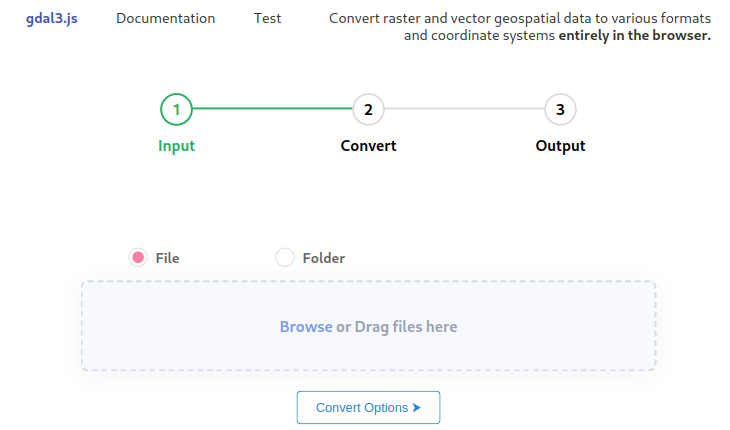 gdal3.js Documentation Test Convert raster and vector geospatial data to various formats
and coordinate systems entirely in the browser.
1 2 3
Input Convert Output
File Folder
Browse or Drag files here
Convert Options ➤